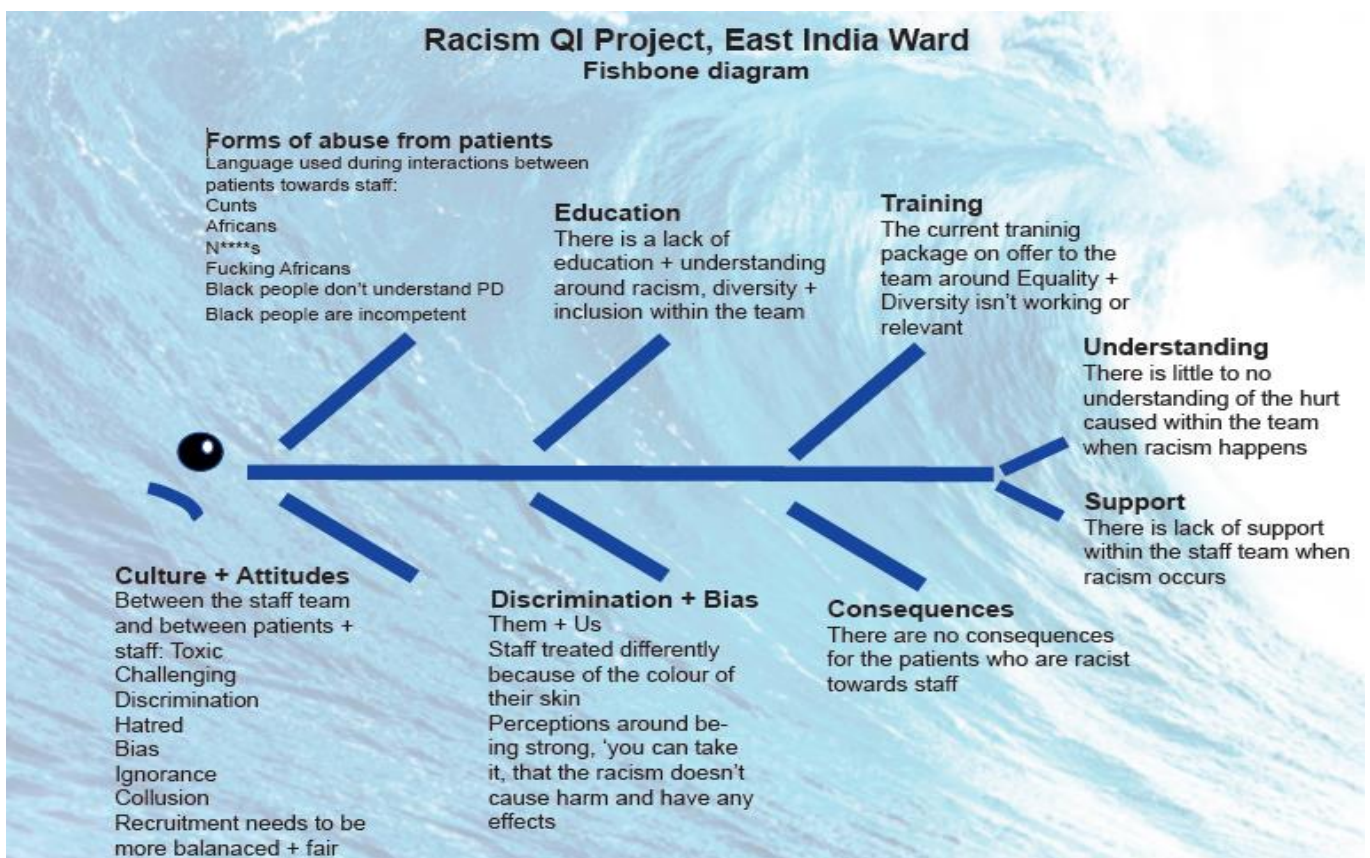 Racism QI Project, East India Ward
Fishbone diagram
Forms of abuse from patients
Language used during interactions between
patients towards staff:
Cunts
Africans
N****s
Fucking Africans
Black people don't understand PD
Black people are incompetent
Education
There is a lack of
education + understanding
around racism, diversity +
inclusion within the team
Training
The current traninig
package on offer to the
team around Equality +
Diversity isn't working or
relevant
Understanding
There is little to no
understanding of the hurt
caused within the team
when racism happens
Support
There is lack of support
within the staff team when
racism occurs
Culture + Attitudes
Between the staff team
and between patients +
staff: Toxic
Challenging
Discrimination
Hatred
Bias
Ignorance
Collusion
Recruitment needs to be
more balanaced + fair
Discrimination + Bias
Them + Us
Staff treated differently
because of the colour of
their skin
Perceptions around be-
ing strong, 'you can take
it, that the racism doesn't
cause harm and have any
effects
Consequences
There are no consequences
for the patients who are racist
towards staff